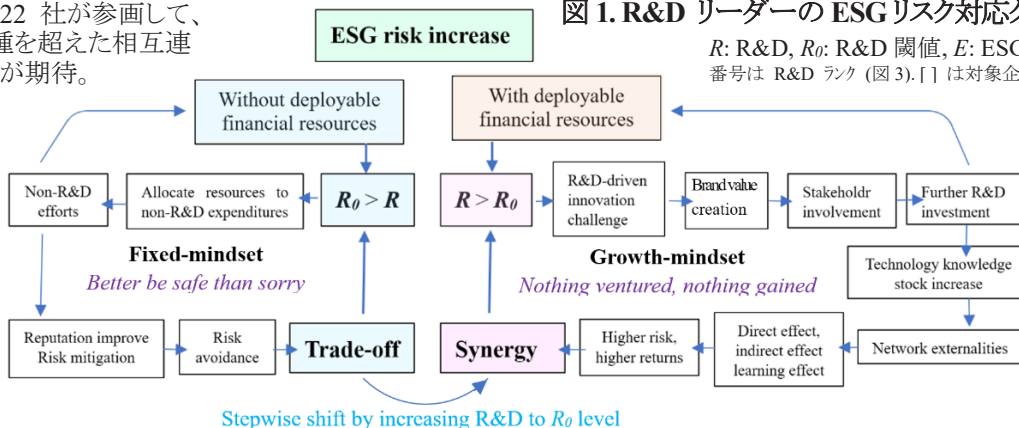 22 社が参画して、
種を超えた相互連
が期待。
図 1. R&D リーダーの ESGリスク対応
R: R&D, R₀: R&D 閾値, E: ESG
番号は R&D ランク (図 3). [ ] は対象企
ESG risk increase
Without deployable
financial resources
With deployable
financial resources
Non-R&D
efforts
Allocate resources to
non-R&D expenditures
R₀ > R
R > R₀
R&D-driven
innovation
challenge
Brand value
creation
Stakeholdr
involvement
Further R&D
investment
Fixed-mindset
Better be safe than sorry
Growth-mindset
Nothing ventured, nothing gained
Technology knowledge
stock increase
Reputation improve
Risk mitigation
Risk
avoidance
Trade-off
Synergy
Higher risk,
higher returns
Direct effect,
indirect effect
learning effect
Network externalities
Stepwise shift by increasing R&D to R₀ level